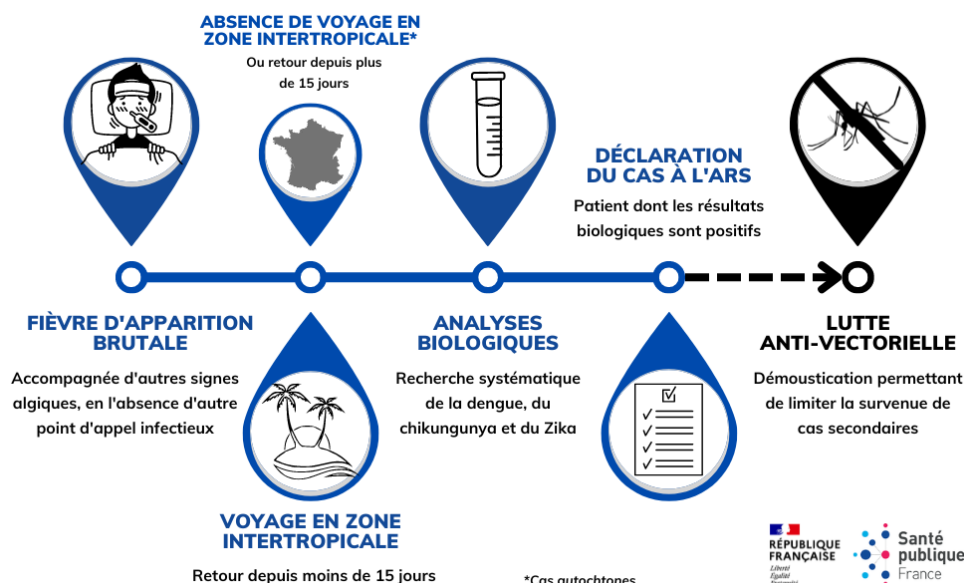 ABSENCE DE VOYAGE EN
ZONE INTERTROPICALE*
Ou retour depuis plus
de 15 jours
DÉCLARATION
DU CAS À L'ARS
Patient dont les résultats
biologiques sont positifs
FIÈVRE D'APPARITION
BRUTALE
Accompagnée d'autres signes
algiques, en l'absence d'autre
point d'appel infectieux
ANALYSES
BIOLOGIQUES
Recherche systématique
de la dengue, du
chikungunya et du Zika
LUTTE
ANTI-VECTORIELLE
Démoustication permettant
de limiter la survenue de
cas secondaires
VOYAGE EN ZONE
INTERTROPICALE
Retour depuis moins de 15 jours
*Cas autochtones
RÉPUBLIQUE
FRANÇAISE
Liberté
Égalité
Santé
publique
France